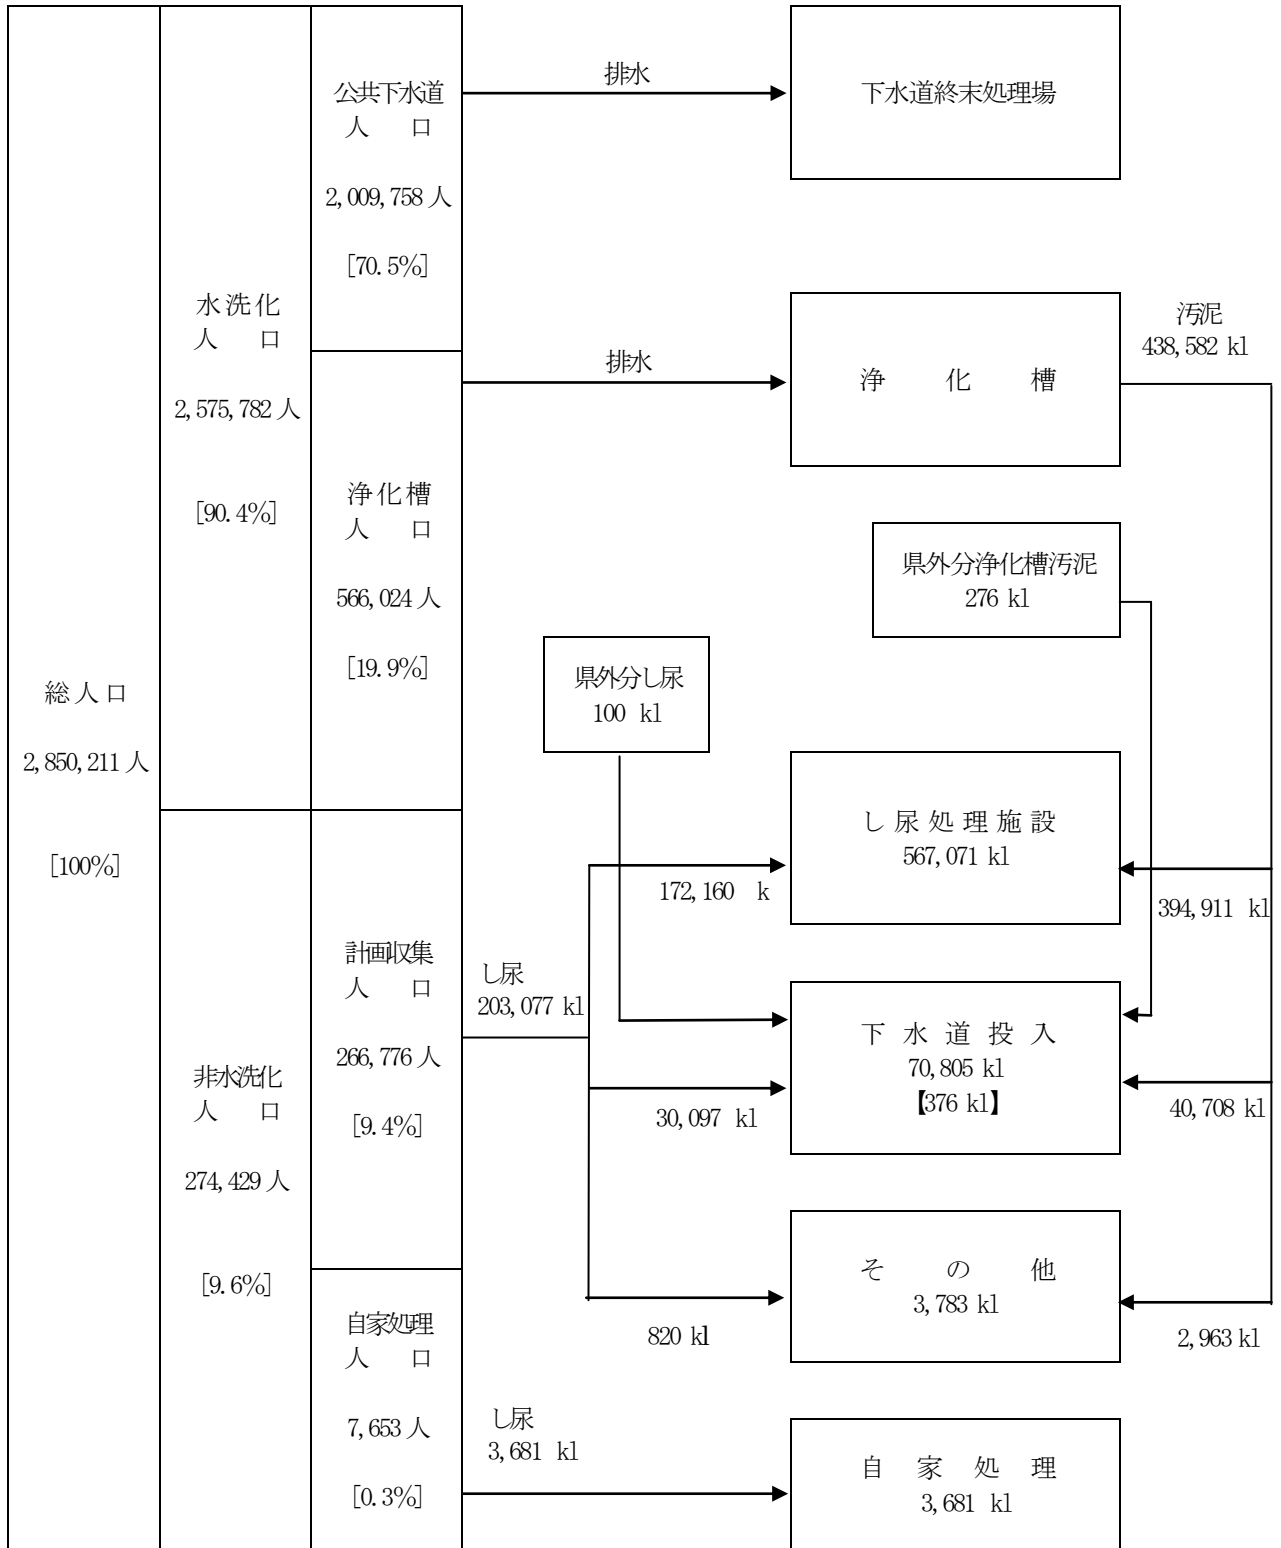 総人口
2,850,211人
[100%]
水洗化
人　口
2,575,782人
[90.4%]
非水洗化
人　口
274,429人
[9.6%]
公共下水道
人　口
2,009,758人
[70.5%]
浄化槽
人　口
566,024人
[19.9%]
計画収集
人　口
266,776人
[9.4%]
自家処理
人　口
7,653人
[0.3%]
排水
下水道終末処理場
排水
浄　化　槽
汚泥
438,582 kl
県外分浄化槽汚泥
276 kl
県外分し尿
100 kl
し尿処理施設
567,071 kl
172,160 k
394,911 kl
し尿
203,077 kl
下水道投入
70,805 kl
【376 kl】
30,097 kl
40,708 kl
そ　の　他
3,783 kl
820 kl
2,963 kl
し尿
3,681 kl
自　家　処　理
3,681 kl